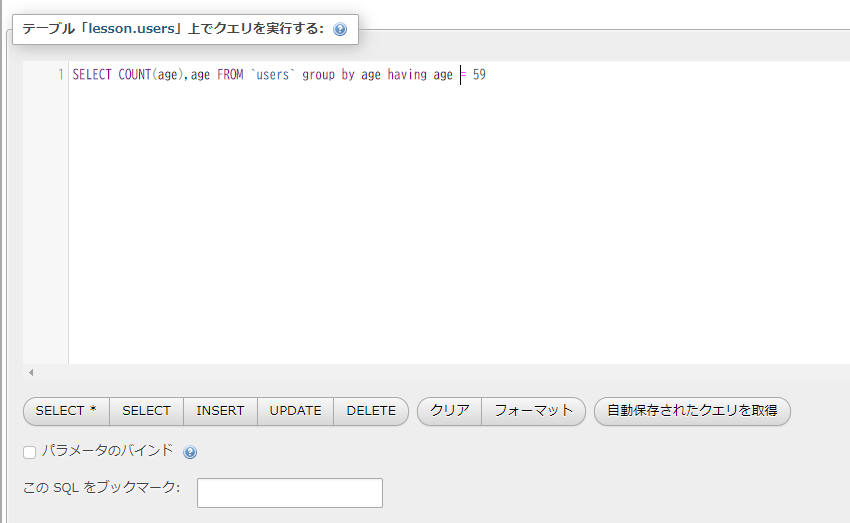 テーブル「lesson.users」上でクエリを実行する:
1 SELECT COUNT(age),age FROM `users` group by age having age = 59
SELECT * SELECT INSERT UPDATE DELETE クリア フォーマット 自動保存されたクエリを取得
パラメータのバインド
この SQL をブックマーク: